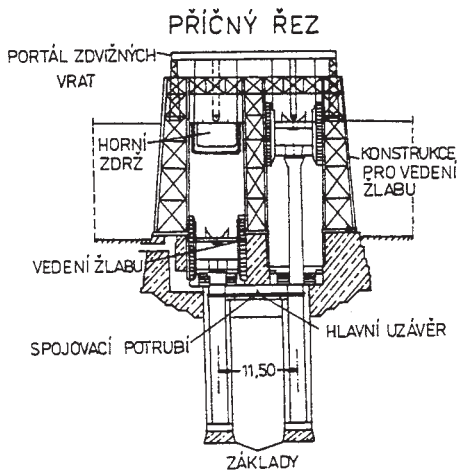 PŘÍČNÝ ŘEZ
PORTÁL ZDVIŽNÝCH
VRAT
HORNÍ
ZDRŽ
KONSTRUKCE
PRO VEDENÍ
ŽLABU
VEDENÍ ŽLABU
HLAVNÍ UZÁVĚR
SPOJOVACÍ POTRUBÍ
11,50
ZÁKLADY